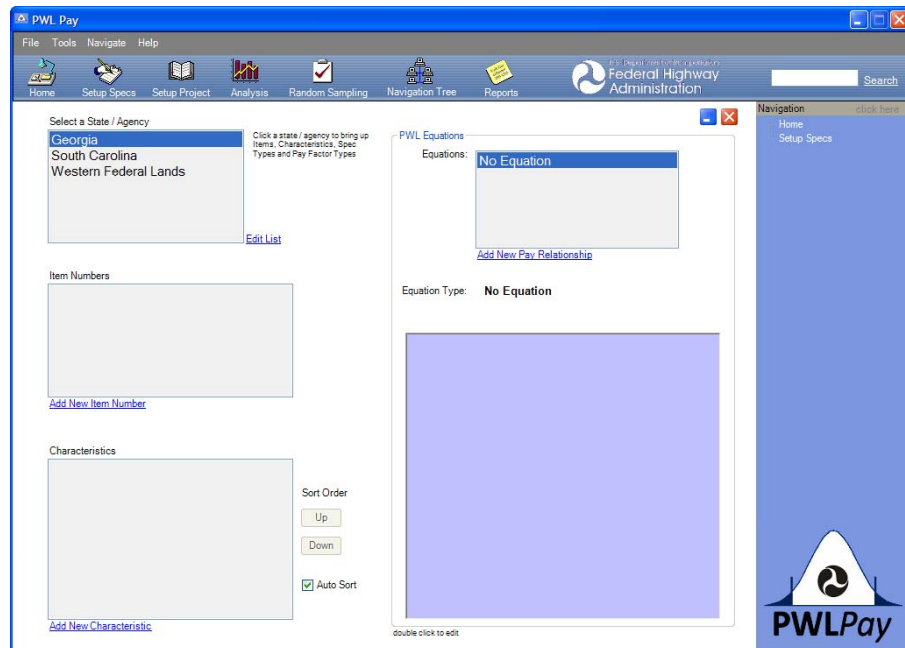 PWL Pay
File Tools Navigate Help
Home Setup Specs Setup Project Analysis Random Sampling Navigation Tree Reports
U.S. Department of Transportation
Federal Highway
Administration
Search
Navigation click here
Home
Setup Specs
Select a State / Agency
Georgia
South Carolina
Western Federal Lands
Click a state / agency to bring up
Items, Characteristics, Spec
Types and Pay Factor Types
Edit List
Item Numbers
Add New Item Number
Characteristics
Sort Order
Up
Down
Auto Sort
Add New Characteristic
PWL Equations
Equations:
No Equation
Add New Pay Relationship
Equation Type: No Equation
double click to edit
PWLPay